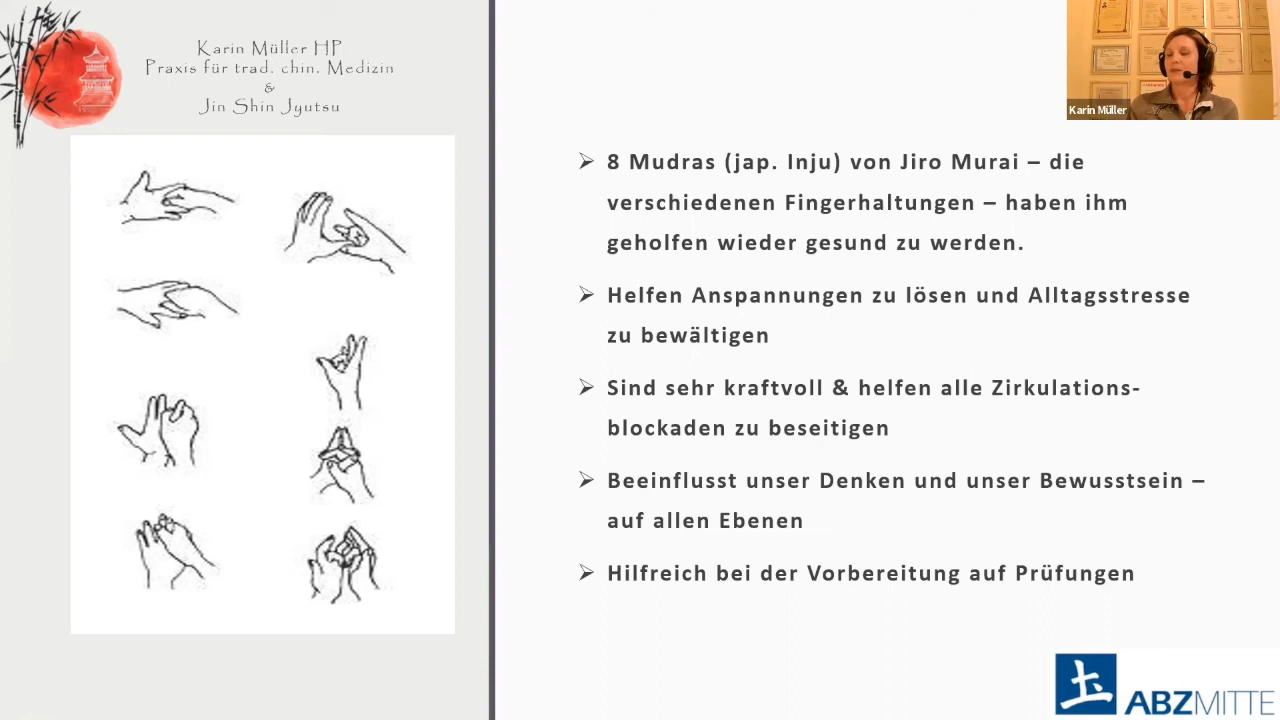 Karin Müller HP
Praxis für trad. chin. Medizin
&
Jin Shin Jyutsu
Karin Müller
➢ 8 Mudras (jap. Inju) von Jiro Murai – die
verschiedenen Fingerhaltungen – haben ihm
geholfen wieder gesund zu werden.
➢ Helfen Anspannungen zu lösen und Alltagsstresse
zu bewältigen
➢ Sind sehr kraftvoll & helfen alle Zirkulations-
blockaden zu beseitigen
➢ Beeinflusst unser Denken und unser Bewusstsein –
auf allen Ebenen
➢ Hilfreich bei der Vorbereitung auf Prüfungen
ABZMITTE